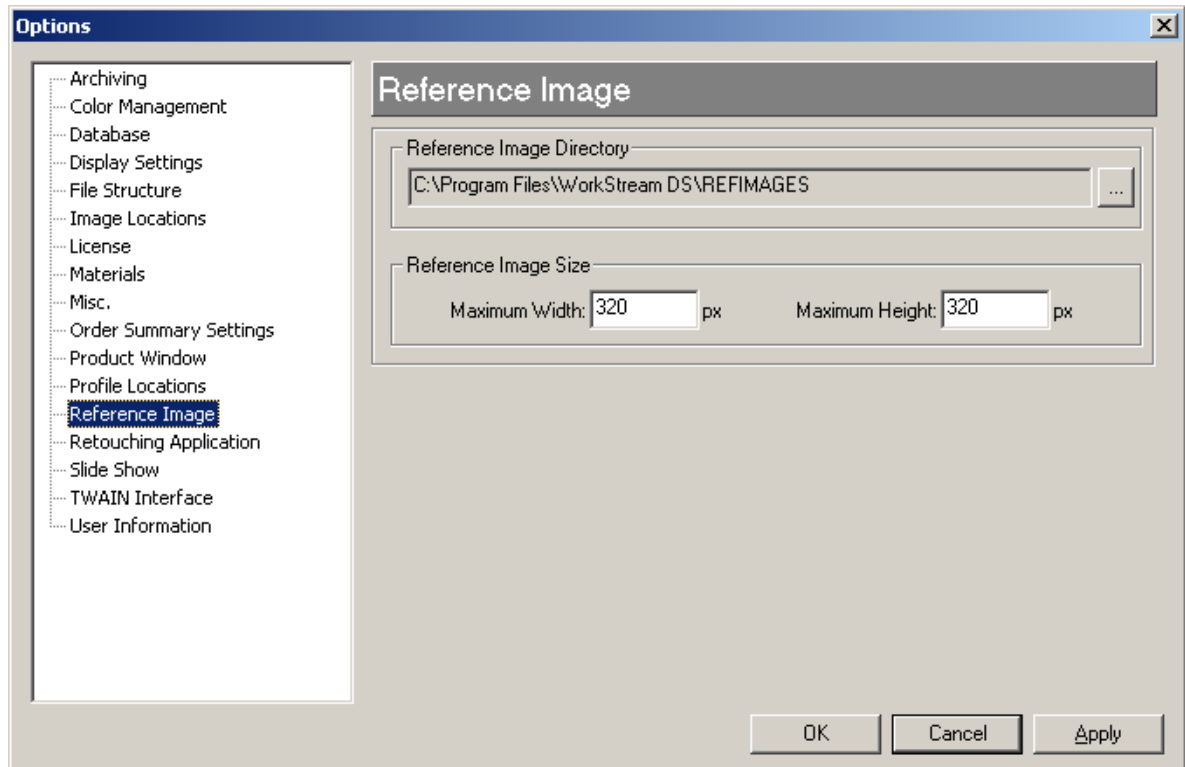 Options
Archiving
Color Management
Database
Display Settings
File Structure
Image Locations
License
Materials
Misc.
Order Summary Settings
Product Window
Profile Locations
Reference Image
Retouching Application
Slide Show
TWAIN Interface
User Information
Reference Image
Reference Image Directory
C:\Program Files\WorkStream DS\REFIMAGES
...
Reference Image Size
Maximum Width: 320 px Maximum Height: 320 px
OK Cancel Apply